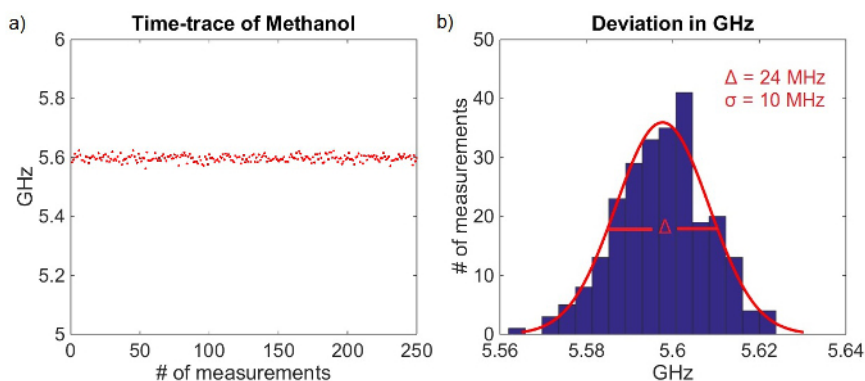 a)
Time-trace of Methanol
6
5.8
5.6
5.4
5.2
5
GHz
0
50
100
150
200
250
# of measurements
b)
Deviation in GHz
50
40
30
20
10
0
# of measurements
Δ = 24 MHz
σ = 10 MHz
Δ
5.56
5.58
5.6
5.62
5.64
GHz